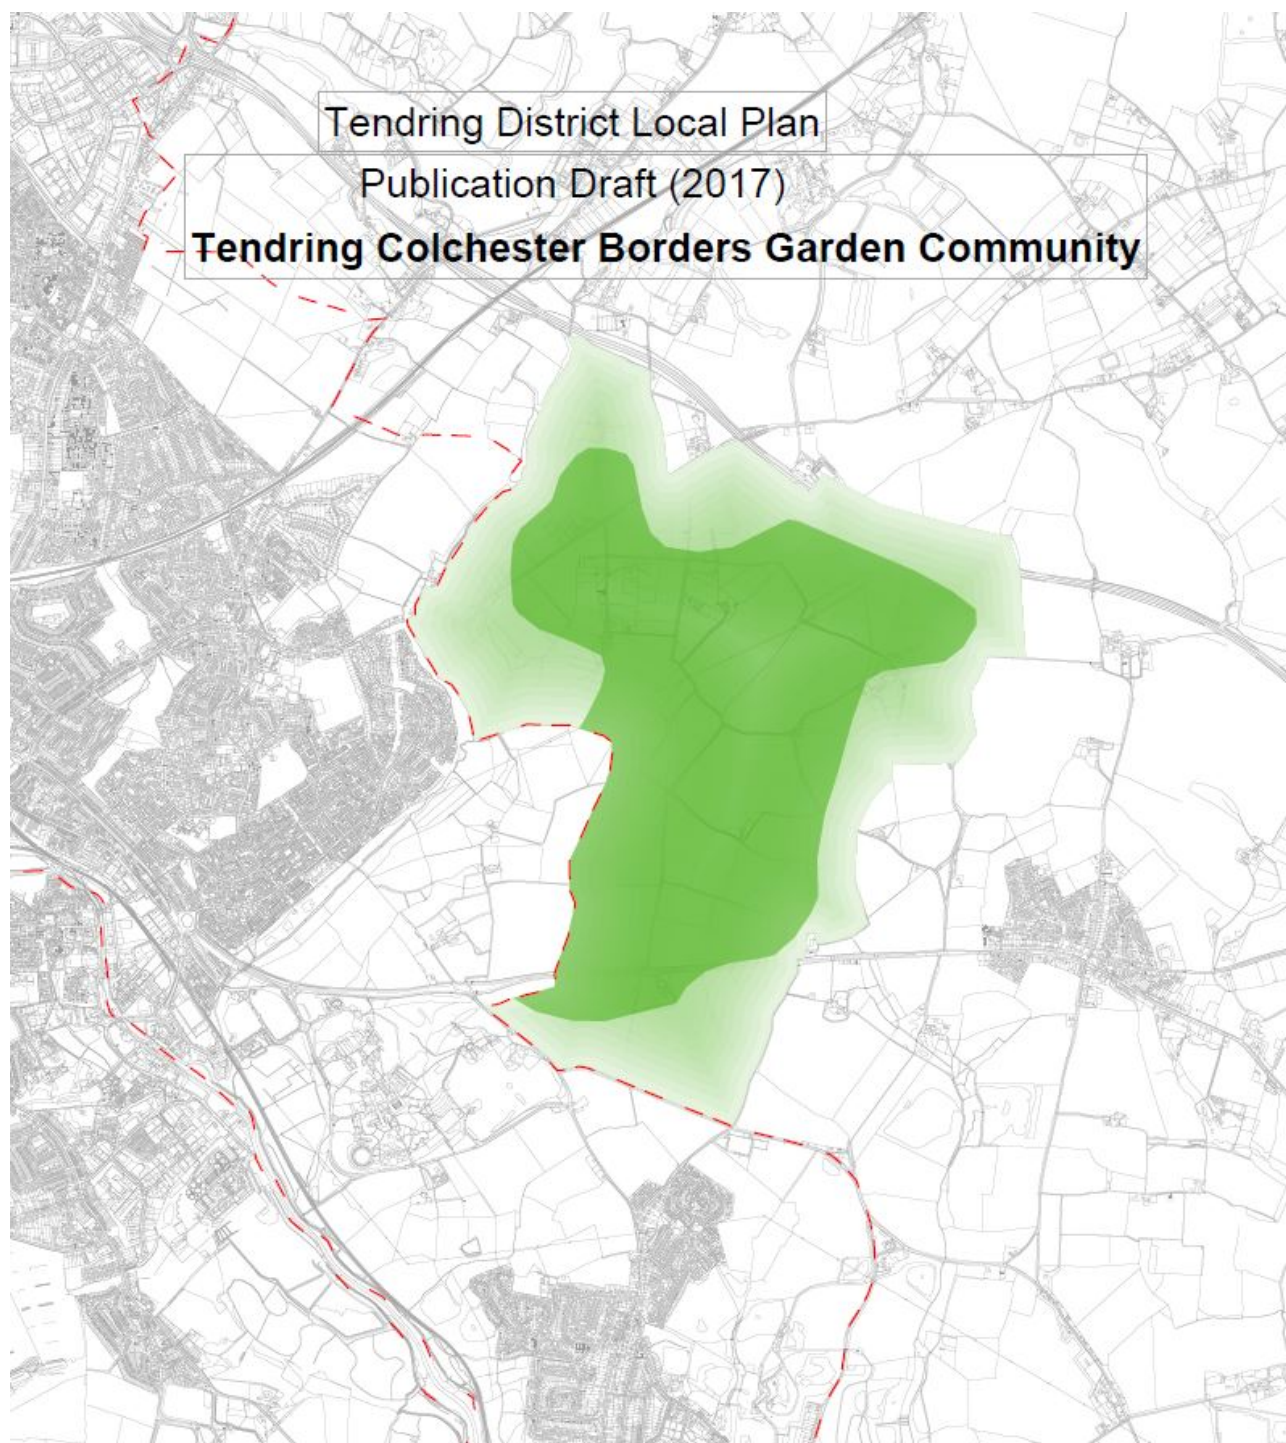 Tendring District Local Plan
Publication Draft (2017)
Tendring Colchester Borders Garden Community